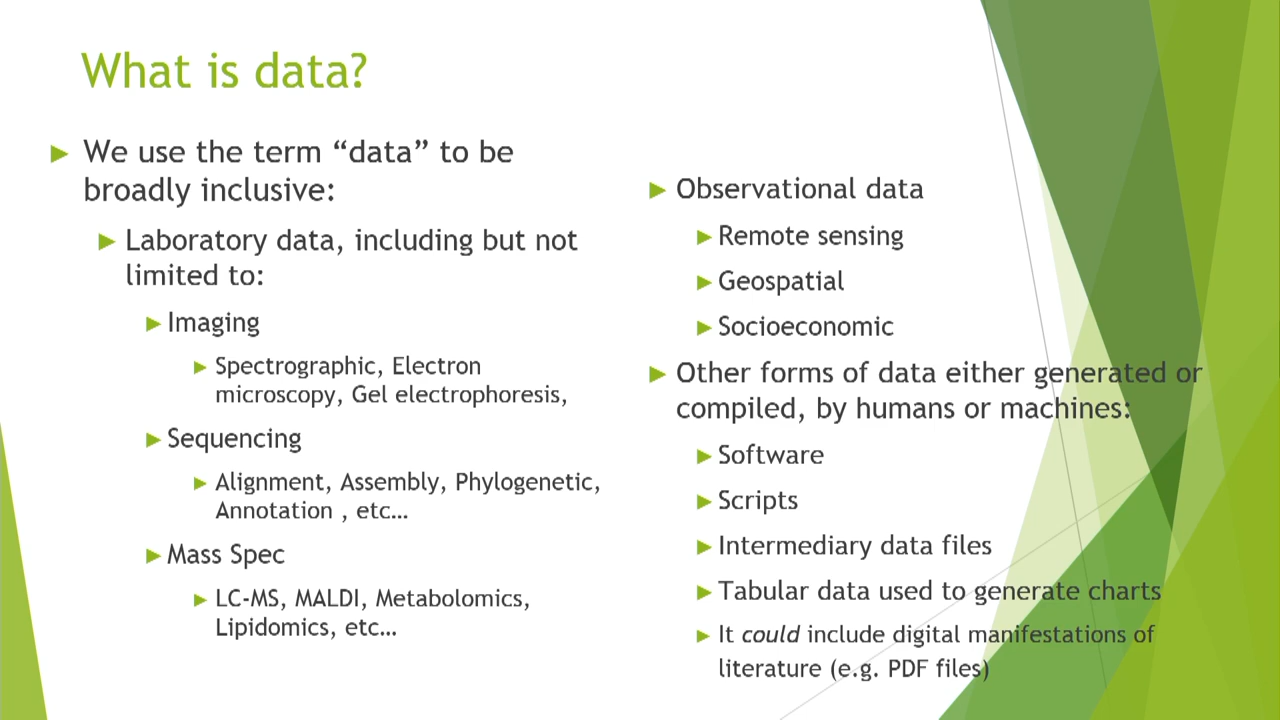 What is data?
We use the term “data” to be
broadly inclusive:
Laboratory data, including but not
limited to:
Imaging
Spectrographic, Electron
microscopy, Gel electrophoresis,
Sequencing
Alignment, Assembly, Phylogenetic,
Annotation , etc…
Mass Spec
LC-MS, MALDI, Metabolomics,
Lipidomics, etc…
Observational data
Remote sensing
Geospatial
Socioeconomic
Other forms of data either generated or
compiled, by humans or machines:
Software
Scripts
Intermediary data files
Tabular data used to generate charts
It could include digital manifestations of
literature (e.g. PDF files)